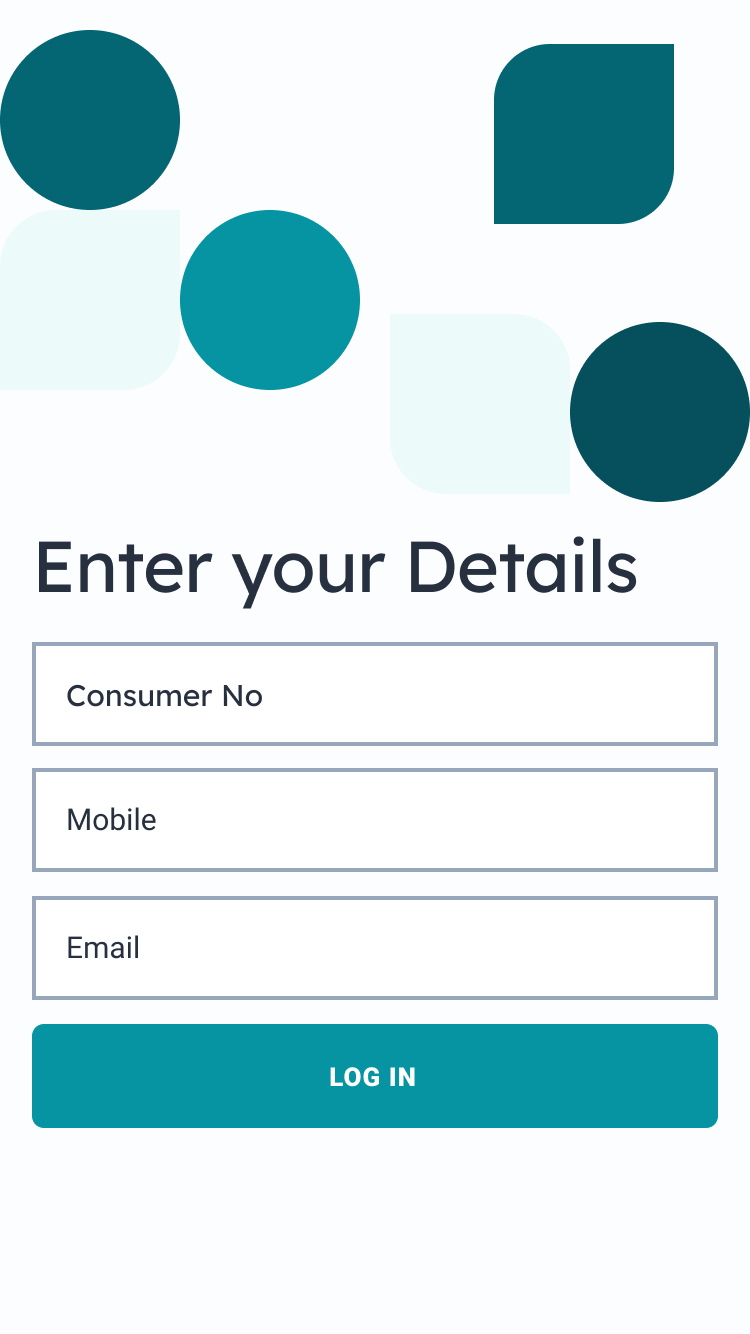 Enter your Details
Consumer No
Mobile
Email
LOG IN